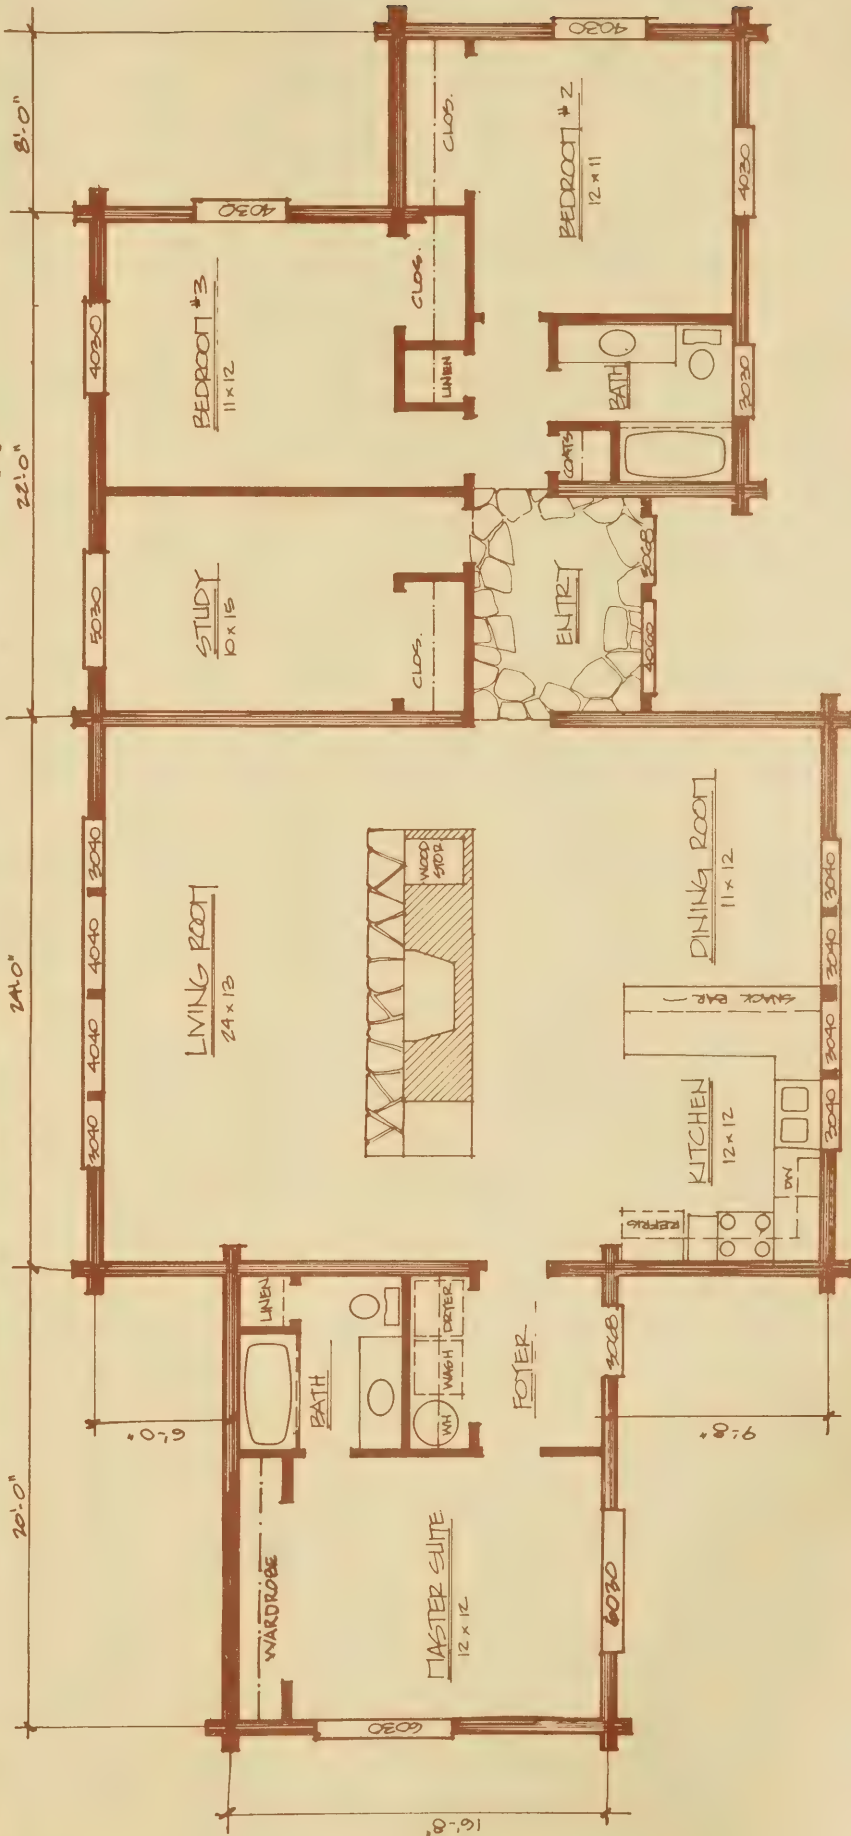 20'-0"
24'-0"
22'-0"
8'-0"
3040
4040
4040
3040
5030
4030
4030
6'-0"
LINEN
BATH
WARDROBE
WH
WASH
DRYER
FOYER
3068
MASTER SUITE
12 x 12
6030
6030
16'-8"
9'-8"
LIVING ROOM
24 x 13
WOOD
STOR.
KITCHEN
12 x 12
REFRIG
DW
SNACK BAR
DINING ROOM
11 x 12
3040
3040
3040
3040
STUDY
10 x 15
CLOS.
ENTRY
4060
3068
BEDROOM #3
11 x 12
CLOS.
LINEN
COATS
BATH
3030
CLOS.
BEDROOM #2
12 x 11
4030
4030